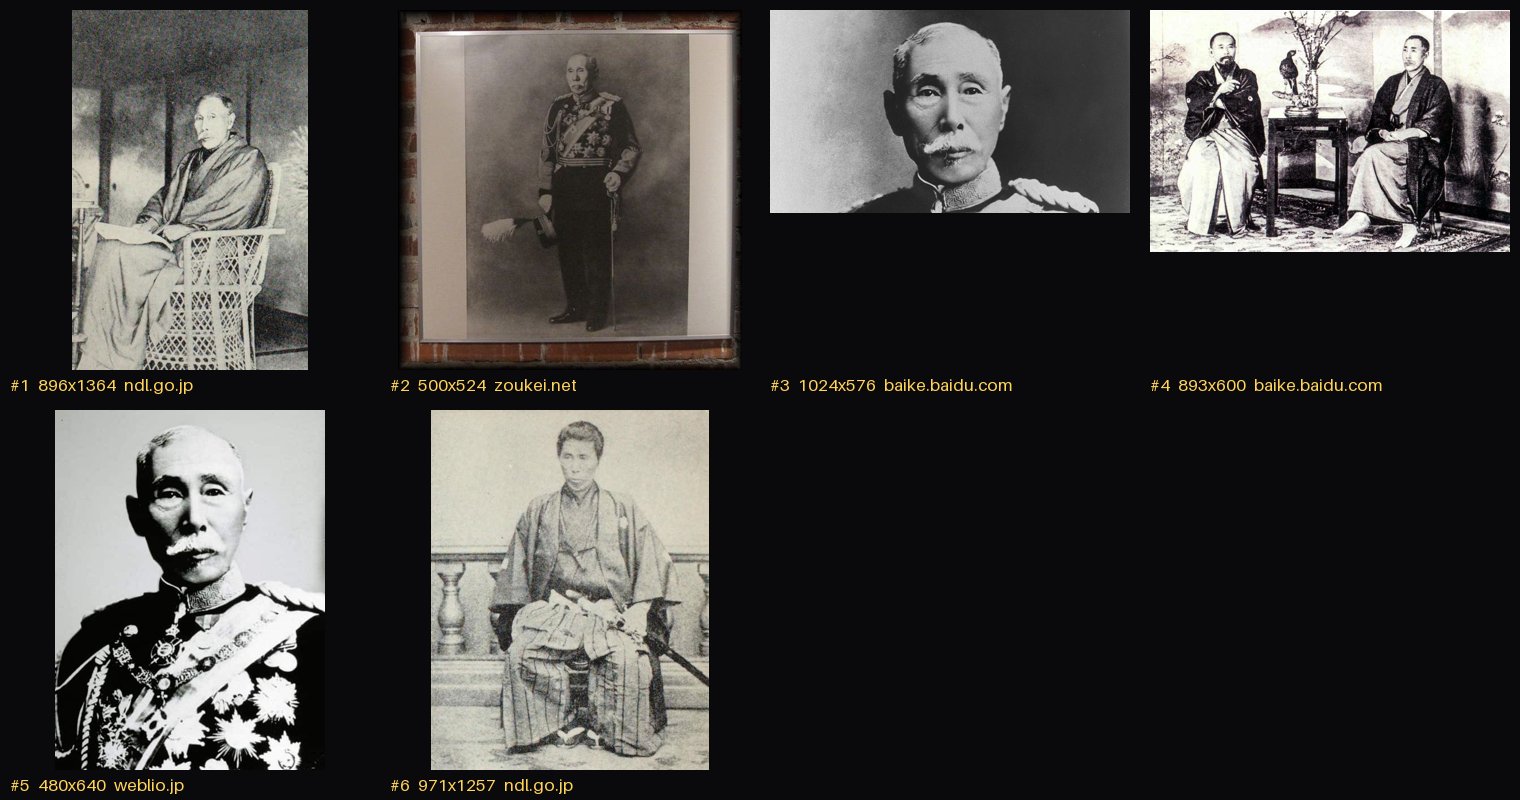 #1 896x1364 ndl.go.jp
#2 500x524 zoukei.net
#3 1024x576 baike.baidu.com
#4 893x600 baike.baidu.com
#5 480x640 weblio.jp
#6 971x1257 ndl.go.jp